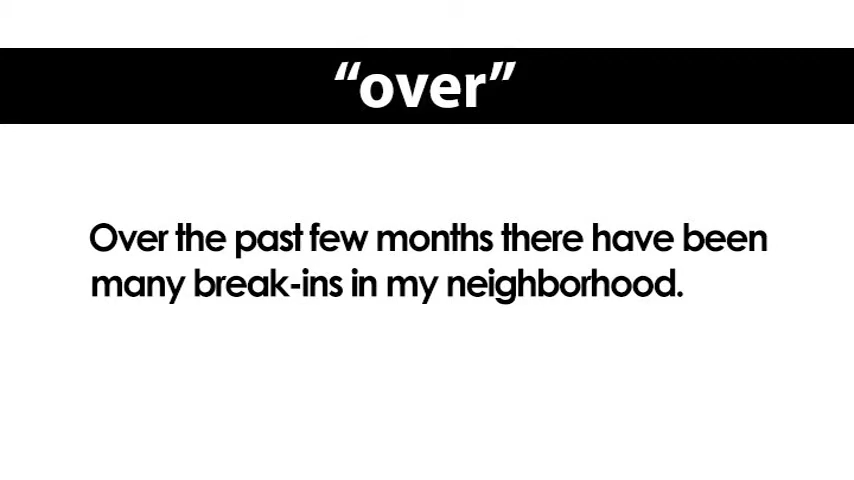 “over”
Over the past few months there have been
many break-ins in my neighborhood.